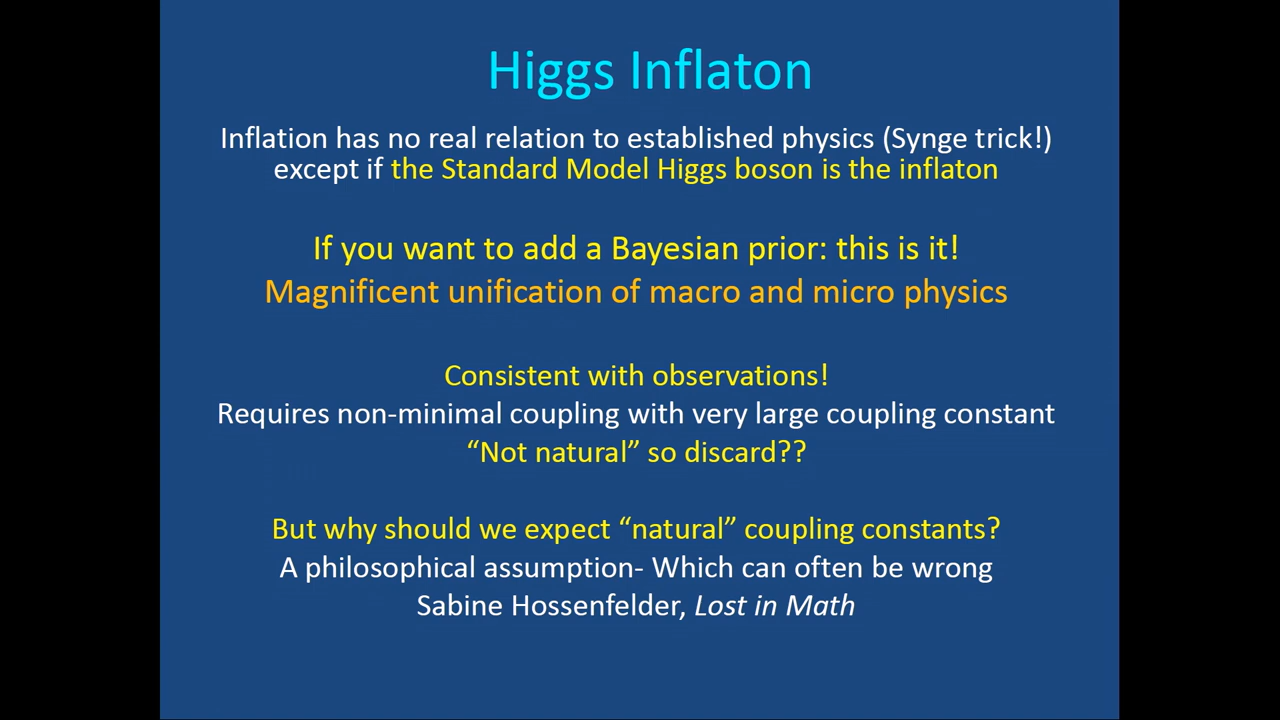 Higgs Inflaton
Inflation has no real relation to established physics (Synge trick!)
except if the Standard Model Higgs boson is the inflaton
If you want to add a Bayesian prior: this is it!
Magnificent unification of macro and micro physics
Consistent with observations!
Requires non-minimal coupling with very large coupling constant
“Not natural” so discard??
But why should we expect “natural” coupling constants?
A philosophical assumption- Which can often be wrong
Sabine Hossenfelder, Lost in Math